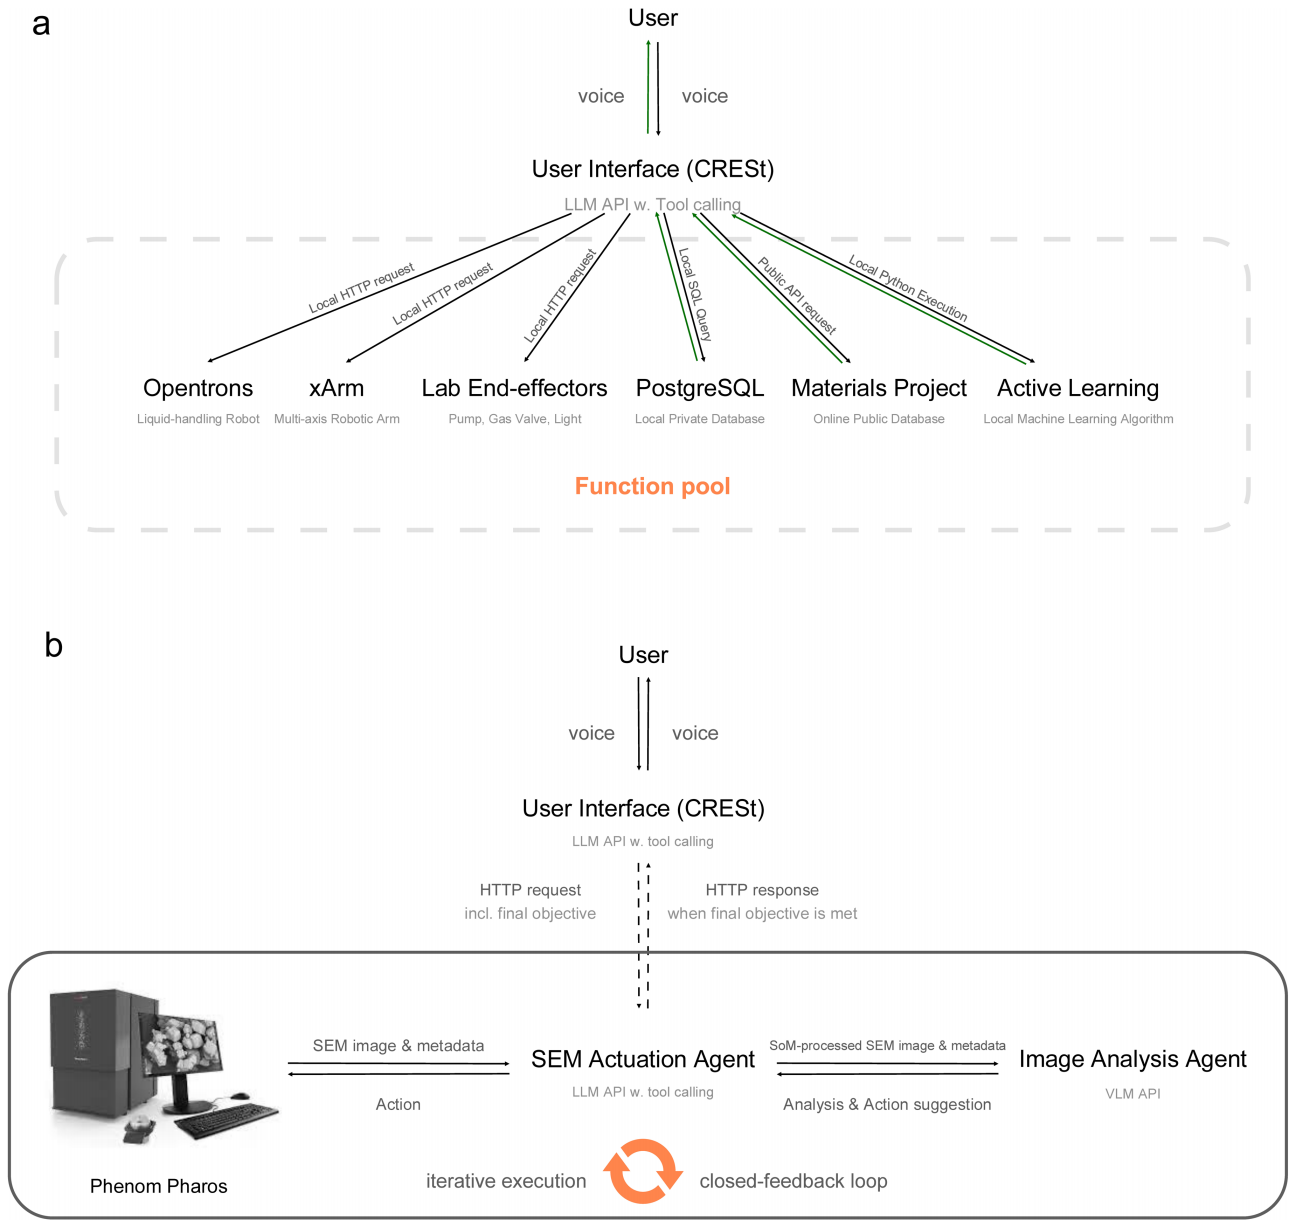 a
User
voice
voice
User Interface (CRESt)
LLM API w. Tool calling
Local HTTP request
Local HTTP request
Local HTTP request
Local SQL Query
Public API request
Local Python Execution
Opentrons
xArm
Lab End-effectors
PostgreSQL
Materials Project
Active Learning
Liquid-handling Robot
Multi-axis Robotic Arm
Pump, Gas Valve, Light
Local Private Database
Online Public Database
Local Machine Learning Algorithm
Function pool
b
User
voice
voice
User Interface (CRESt)
LLM API w. tool calling
HTTP request
incl. final objective
HTTP response
when final objective is met
SEM image & metadata
Action
SEM Actuation Agent
LLM API w. tool calling
SoM-processed SEM image & metadata
Analysis & Action suggestion
Image Analysis Agent
VLM API
Phenom Pharos
iterative execution
closed-feedback loop